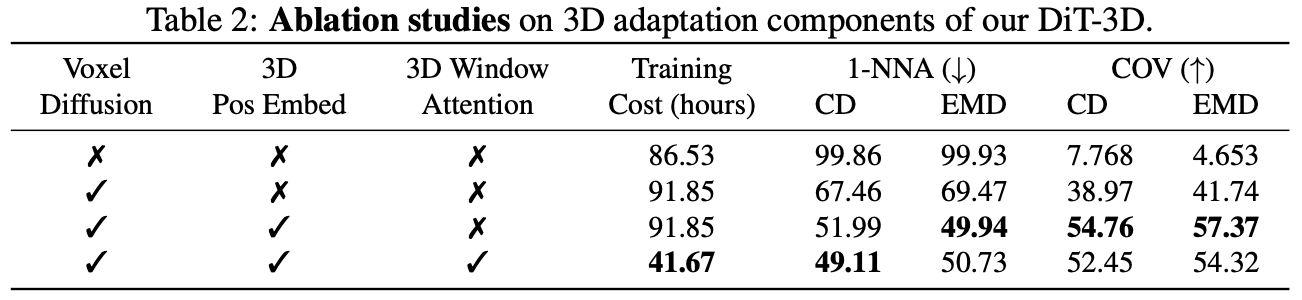 Table 2: Ablation studies on 3D adaptation components of our DiT-3D.
Voxel 3D 3D Window Training 1-NNA (↓) COV (↑)
Diffusion Pos Embed Attention Cost (hours) CD EMD CD EMD
✗ ✗ ✗ 86.53 99.86 99.93 7.768 4.653
✓ ✗ ✗ 91.85 67.46 69.47 38.97 41.74
✓ ✓ ✗ 91.85 51.99 49.94 54.76 57.37
✓ ✓ ✓ 41.67 49.11 50.73 52.45 54.32